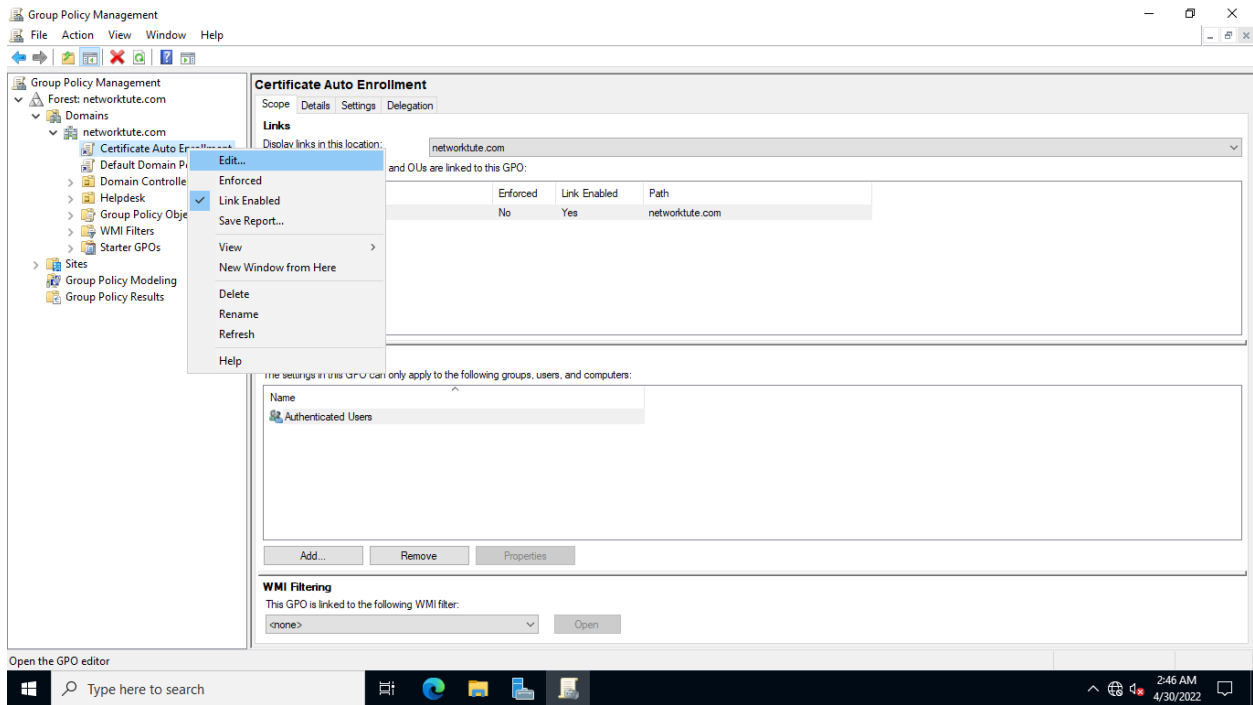 Group Policy Management
File Action View Window Help
Group Policy Management
Forest: networktute.com
Domains
networktute.com
Certificate Auto Enrollment
Default Domain P
Domain Controlle
Helpdesk
Group Policy Obje
WMI Filters
Starter GPOs
Sites
Group Policy Modeling
Group Policy Results
Edit...
Enforced
Link Enabled
Save Report...
View
New Window from Here
Delete
Rename
Refresh
Help
Certificate Auto Enrollment
Scope Details Settings Delegation
Links
Display links in this location: networktute.com
and OUs are linked to this GPO:
Enforced Link Enabled Path
No Yes networktute.com
The settings in this GPO can only apply to the following groups, users, and computers:
Name
Authenticated Users
Add... Remove Properties
WMI Filtering
This GPO is linked to the following WMI filter:
<none> Open
Open the GPO editor
Type here to search
2:46 AM
4/30/2022